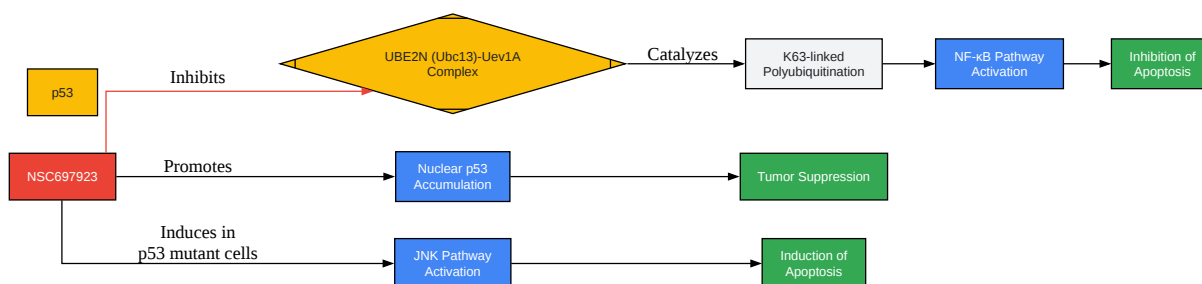 UBE2N (Ubc13)-Uev1A
Complex
Catalyzes
K63-linked
Polyubiquitination
NF-κB Pathway
Activation
Inhibition of
Apoptosis
Inhibits
p53
NSC697923
Promotes
Nuclear p53
Accumulation
Tumor Suppression
Induces in
p53 mutant cells
JNK Pathway
Activation
Induction of
Apoptosis